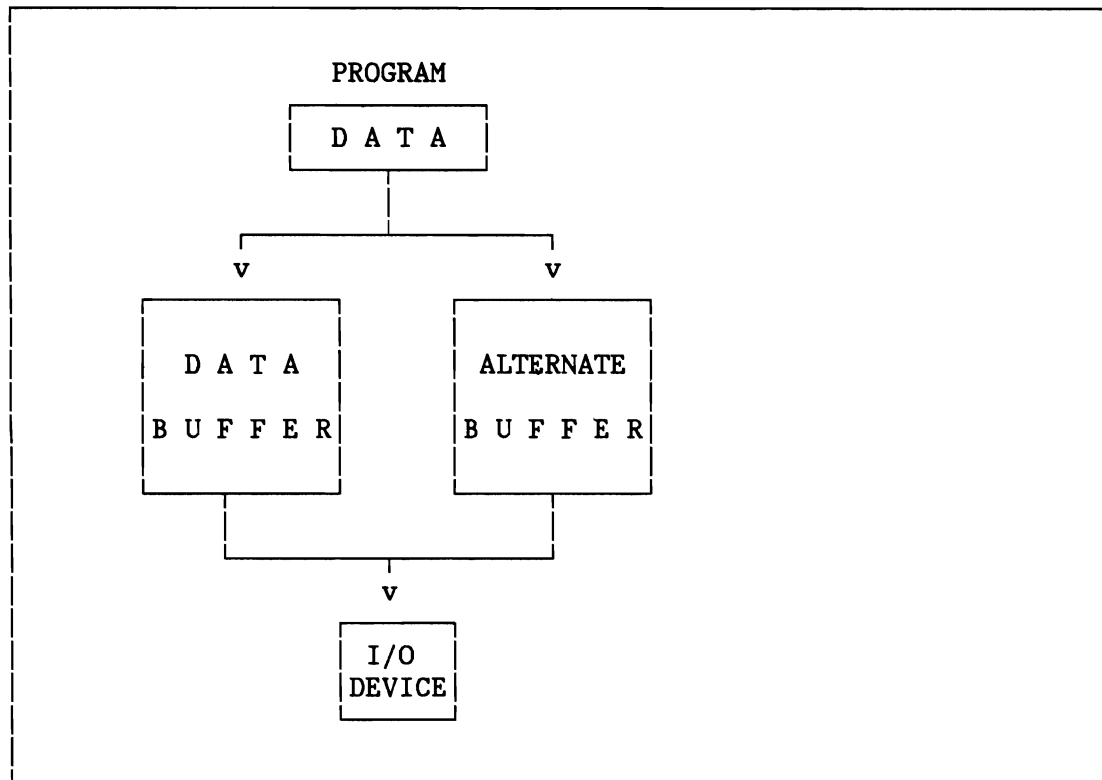 PROGRAM
D A T A
v v
D A T A
ALTERNATE
B U F F E R
B U F F E R
v
I/O
DEVICE